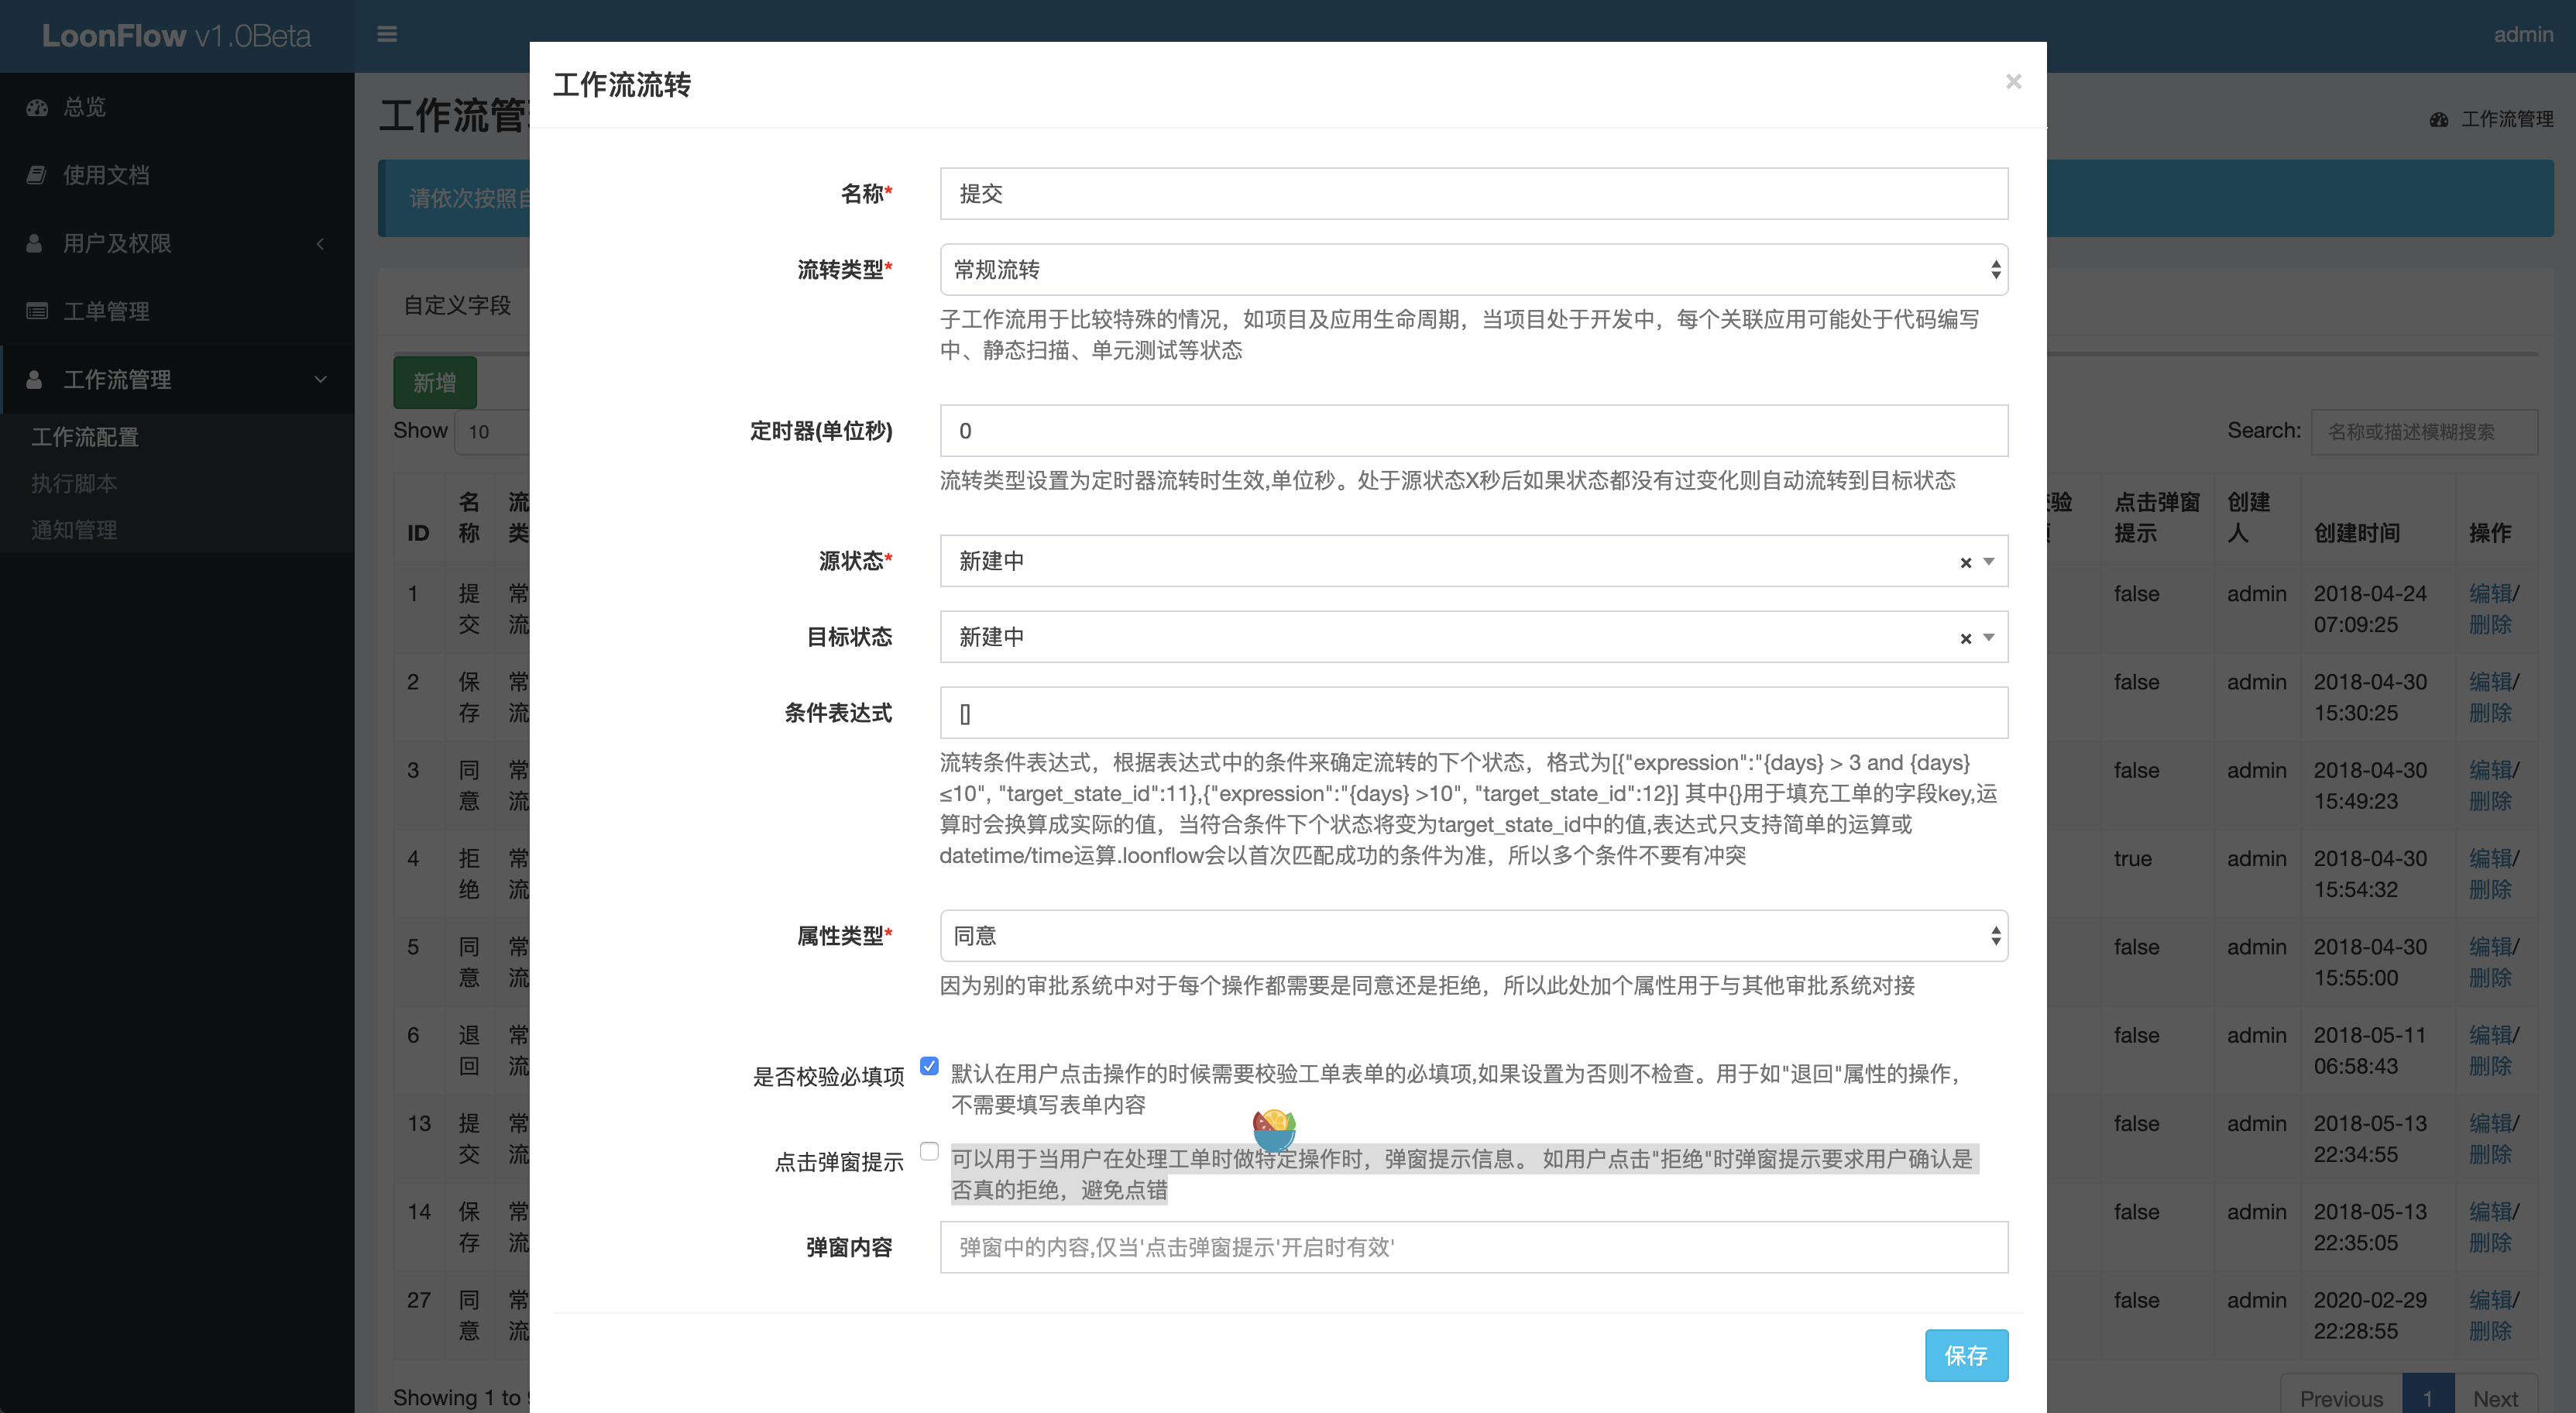 LoonFlow v1.0Beta
admin
总览
使用文档
用户及权限
工单管理
工作流管理
工作流配置
执行脚本
通知管理
工作流管
工作流管理
请依次按照自
自定义字段
新增
Show 10
Search: 名称或描述模糊搜索
工作流流转
×
名称* 提交
流转类型* 常规流转
子工作流用于比较特殊的情况，如项目及应用生命周期，当项目处于开发中，每个关联应用可能处于代码编写
中、静态扫描、单元测试等状态
定时器(单位秒) 0
流转类型设置为定时器流转时生效,单位秒。处于源状态X秒后如果状态都没有过变化则自动流转到目标状态
源状态* 新建中 ×
目标状态 新建中 ×
条件表达式 []
流转条件表达式，根据表达式中的条件来确定流转的下个状态，格式为[{"expression":"{days} > 3 and {days}
≤10", "target_state_id":11},{"expression":"{days} >10", "target_state_id":12}] 其中{}用于填充工单的字段key,运
算时会换算成实际的值，当符合条件下个状态将变为target_state_id中的值,表达式只支持简单的运算或
datetime/time运算.loonflow会以首次匹配成功的条件为准，所以多个条件不要有冲突
属性类型* 同意
因为别的审批系统中对于每个操作都需要是同意还是拒绝，所以此处加个属性用于与其他审批系统对接
是否校验必填项 默认在用户点击操作的时候需要校验工单表单的必填项,如果设置为否则不检查。用于如"退回"属性的操作，
不需要填写表单内容
点击弹窗提示 可以用于当用户在处理工单时做特定操作时，弹窗提示信息。 如用户点击"拒绝"时弹窗提示要求用户确认是
否真的拒绝，避免点错
弹窗内容 弹窗中的内容,仅当'点击弹窗提示'开启时有效'
保存
ID 名称 流类 验 点击弹窗提示 创建人 创建时间 操作
1 提交 常流 false admin 2018-04-24 07:09:25 编辑/删除
2 保存 常流 false admin 2018-04-30 15:30:25 编辑/删除
3 同意 常流 false admin 2018-04-30 15:49:23 编辑/删除
4 拒绝 常流 true admin 2018-04-30 15:54:32 编辑/删除
5 同意 常流 false admin 2018-04-30 15:55:00 编辑/删除
6 退回 常流 false admin 2018-05-11 06:58:43 编辑/删除
13 提交 常流 false admin 2018-05-13 22:34:55 编辑/删除
14 保存 常流 false admin 2018-05-13 22:35:05 编辑/删除
27 同意 常流 false admin 2020-02-29 22:28:55 编辑/删除
Showing 1 to
Previous 1 Next